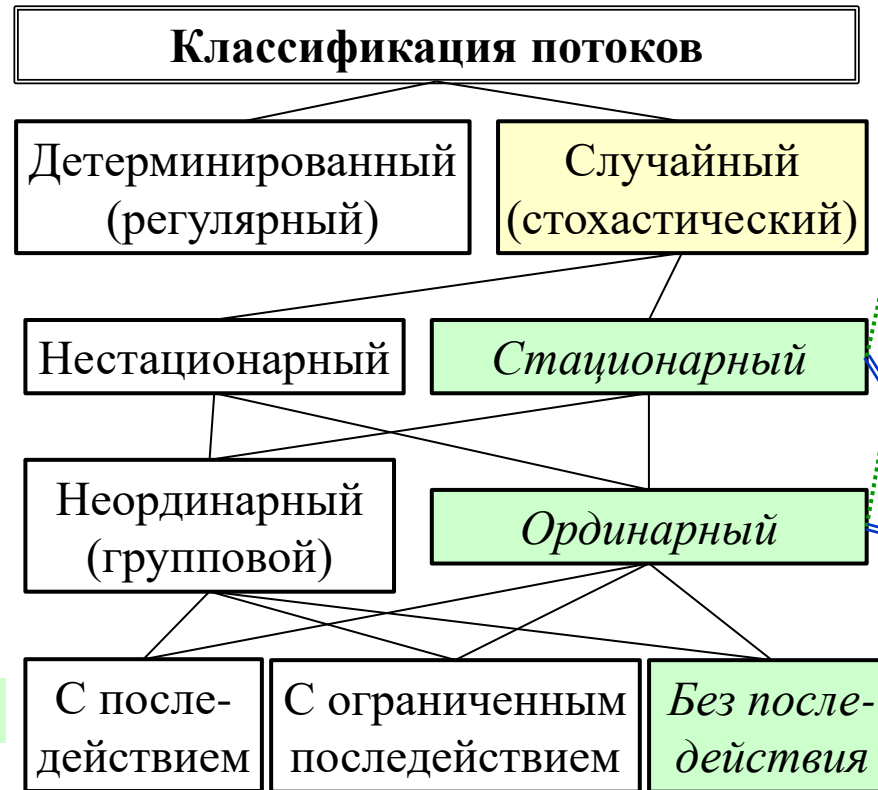 Классификация потоков
Детерминированный
(регулярный)
Случайный
(стохастический)
Нестационарный
Стационарный
Неординарный
(групповой)
Ординарный
С после-
действием
С ограниченным
последействием
Без после-
действия